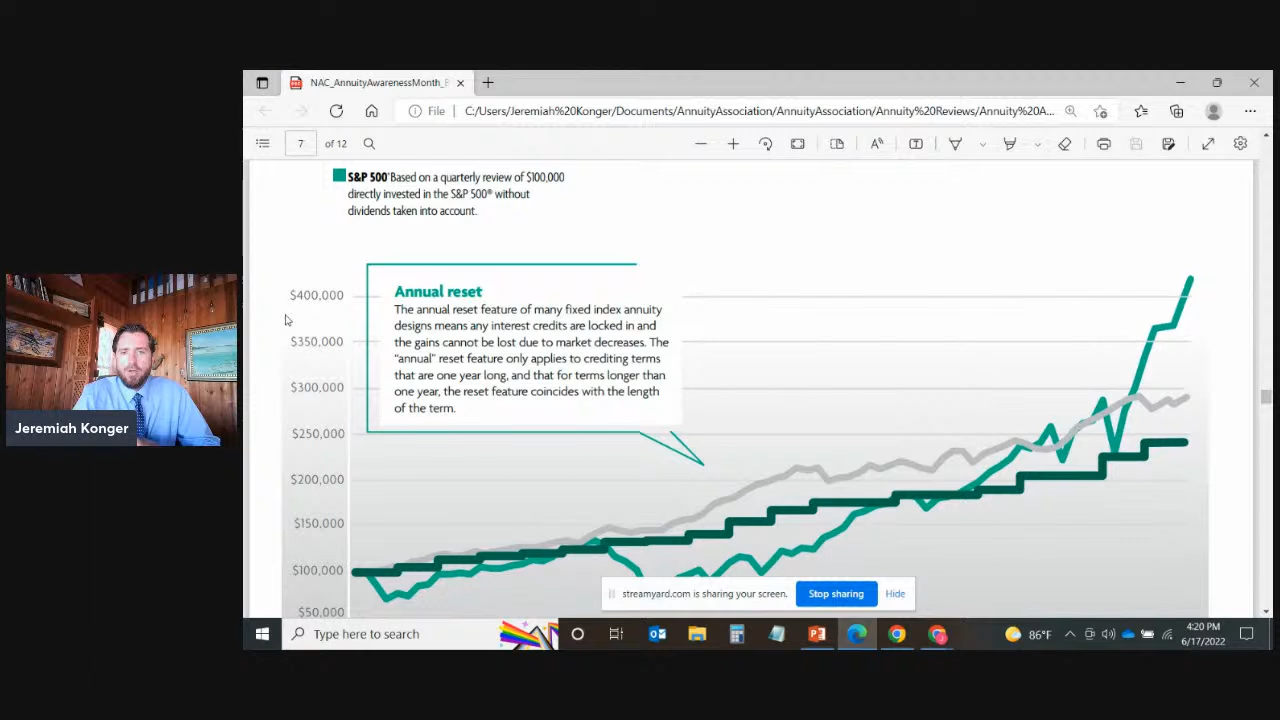 NAC_AnnuityAwarenessMonth_E
File
C:/Users/Jeremiah%20Konger/Documents/AnnuityAssociation/AnnuityAssociation/Annuity%20Reviews/Annuity%20A...
7 of 12
S&P 500® Based on a quarterly review of $100,000
directly invested in the S&P 500® without
dividends taken into account.
Annual reset
The annual reset feature of many fixed index annuity
designs means any interest credits are locked in and
the gains cannot be lost due to market decreases. The
"annual" reset feature only applies to crediting terms
that are one year long, and that for terms longer than
one year, the reset feature coincides with the length
of the term.
$400,000
$350,000
$300,000
$250,000
$200,000
$150,000
$100,000
$50,000
Jeremiah Konger
streamyard.com is sharing your screen.
Stop sharing
Hide
Type here to search
86°F
4:20 PM
6/17/2022